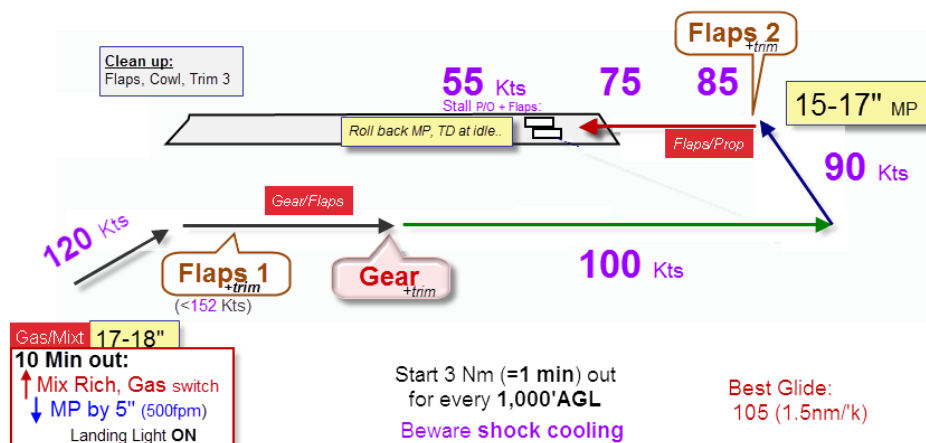 Clean up:
Flaps, Cowl, Trim 3
55 Kts
Stall P/O + Flaps:
75
85
Flaps 2
+trim
15-17" MP
Roll back MP, TD at idle..
Flaps/Prop
90 Kts
Gear/Flaps
120 Kts
Flaps 1
+trim
(<152 Kts)
Gear
+trim
100 Kts
Gas/Mixt
17-18"
10 Min out:
Mix Rich, Gas switch
MP by 5" (500fpm)
Landing Light ON
Start 3 Nm (=1 min) out
for every 1,000'AGL
Beware shock cooling
Best Glide:
105 (1.5nm/'k)